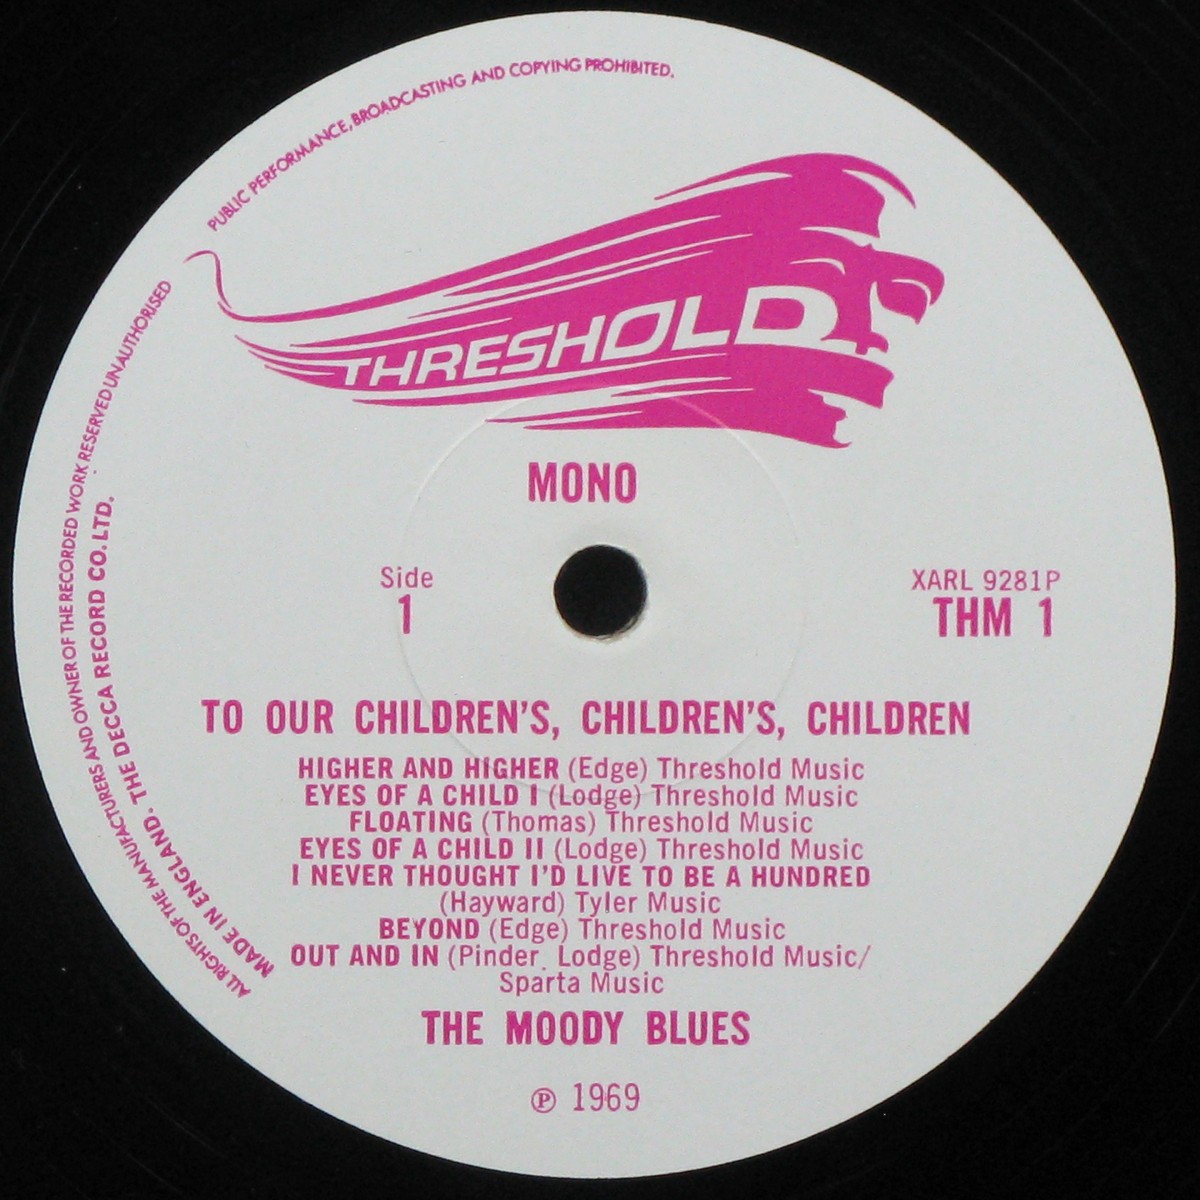 PUBLIC PERFORMANCE, BROADCASTING AND COPYING PROHIBITED.
ALL RIGHTS OF THE MANUFACTURERS AND OWNER OF THE RECORDED WORK RESERVED UNAUTHORISED
MADE IN ENGLAND. THE DECCA RECORD CO. LTD.
THRESHOLD
MONO
Side
1
XARL 9281P
THM 1
TO OUR CHILDREN'S, CHILDREN'S, CHILDREN
HIGHER AND HIGHER (Edge) Threshold Music
EYES OF A CHILD I (Lodge) Threshold Music
FLOATING (Thomas) Threshold Music
EYES OF A CHILD II (Lodge) Threshold Music
I NEVER THOUGHT I'D LIVE TO BE A HUNDRED
(Hayward) Tyler Music
BEYOND (Edge) Threshold Music
OUT AND IN (Pinder, Lodge) Threshold Music/
Sparta Music
THE MOODY BLUES
℗ 1969